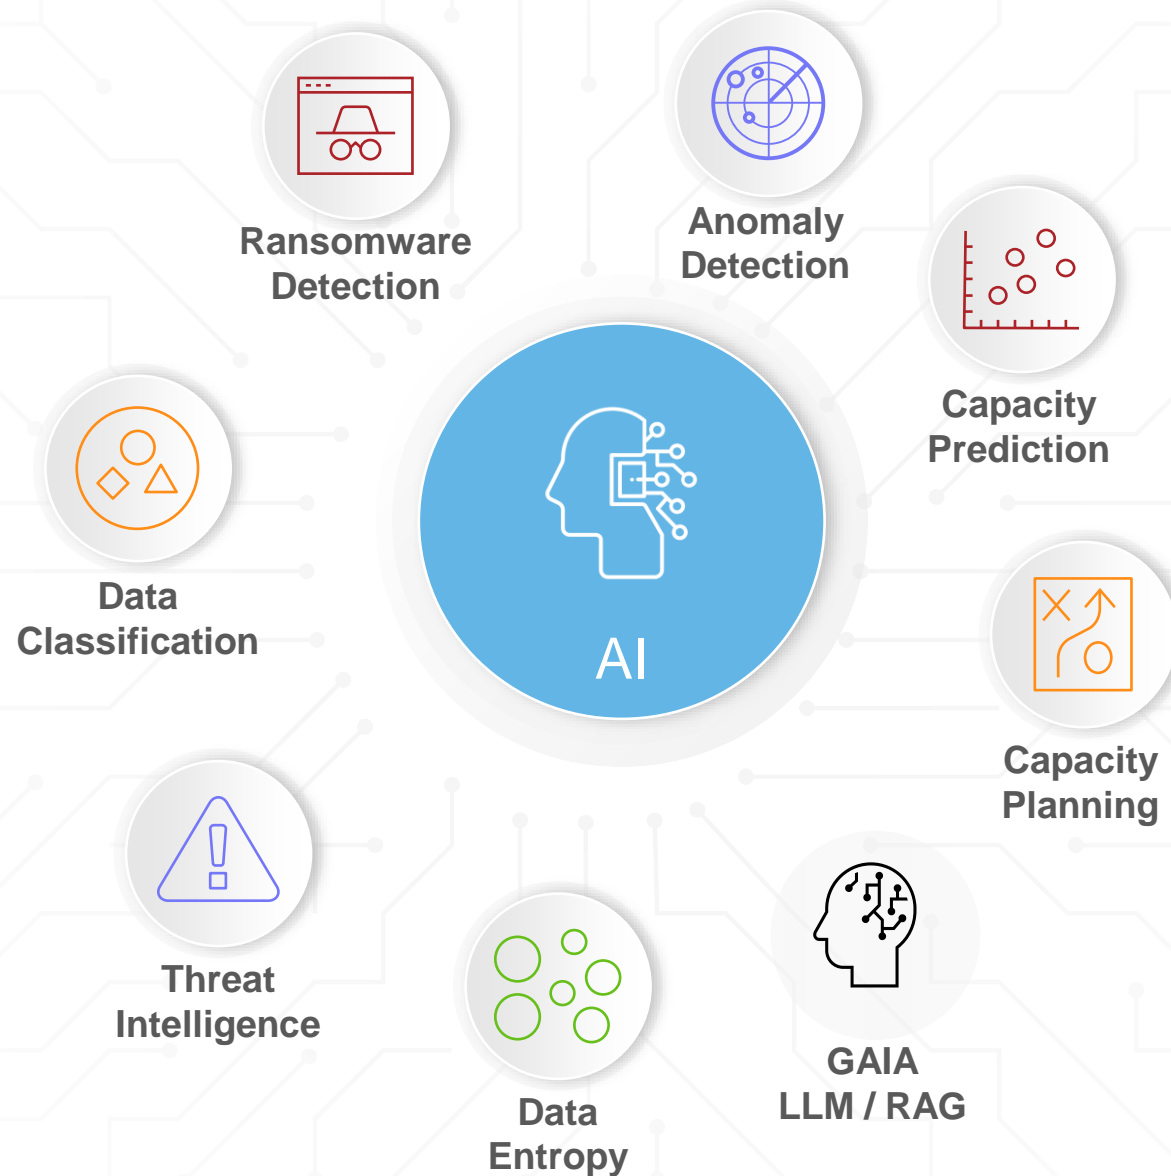 Ransomware
Detection
Anomaly
Detection
Capacity
Prediction
Data
Classification
AI
Capacity
Planning
Threat
Intelligence
GAIA
LLM / RAG
Data
Entropy